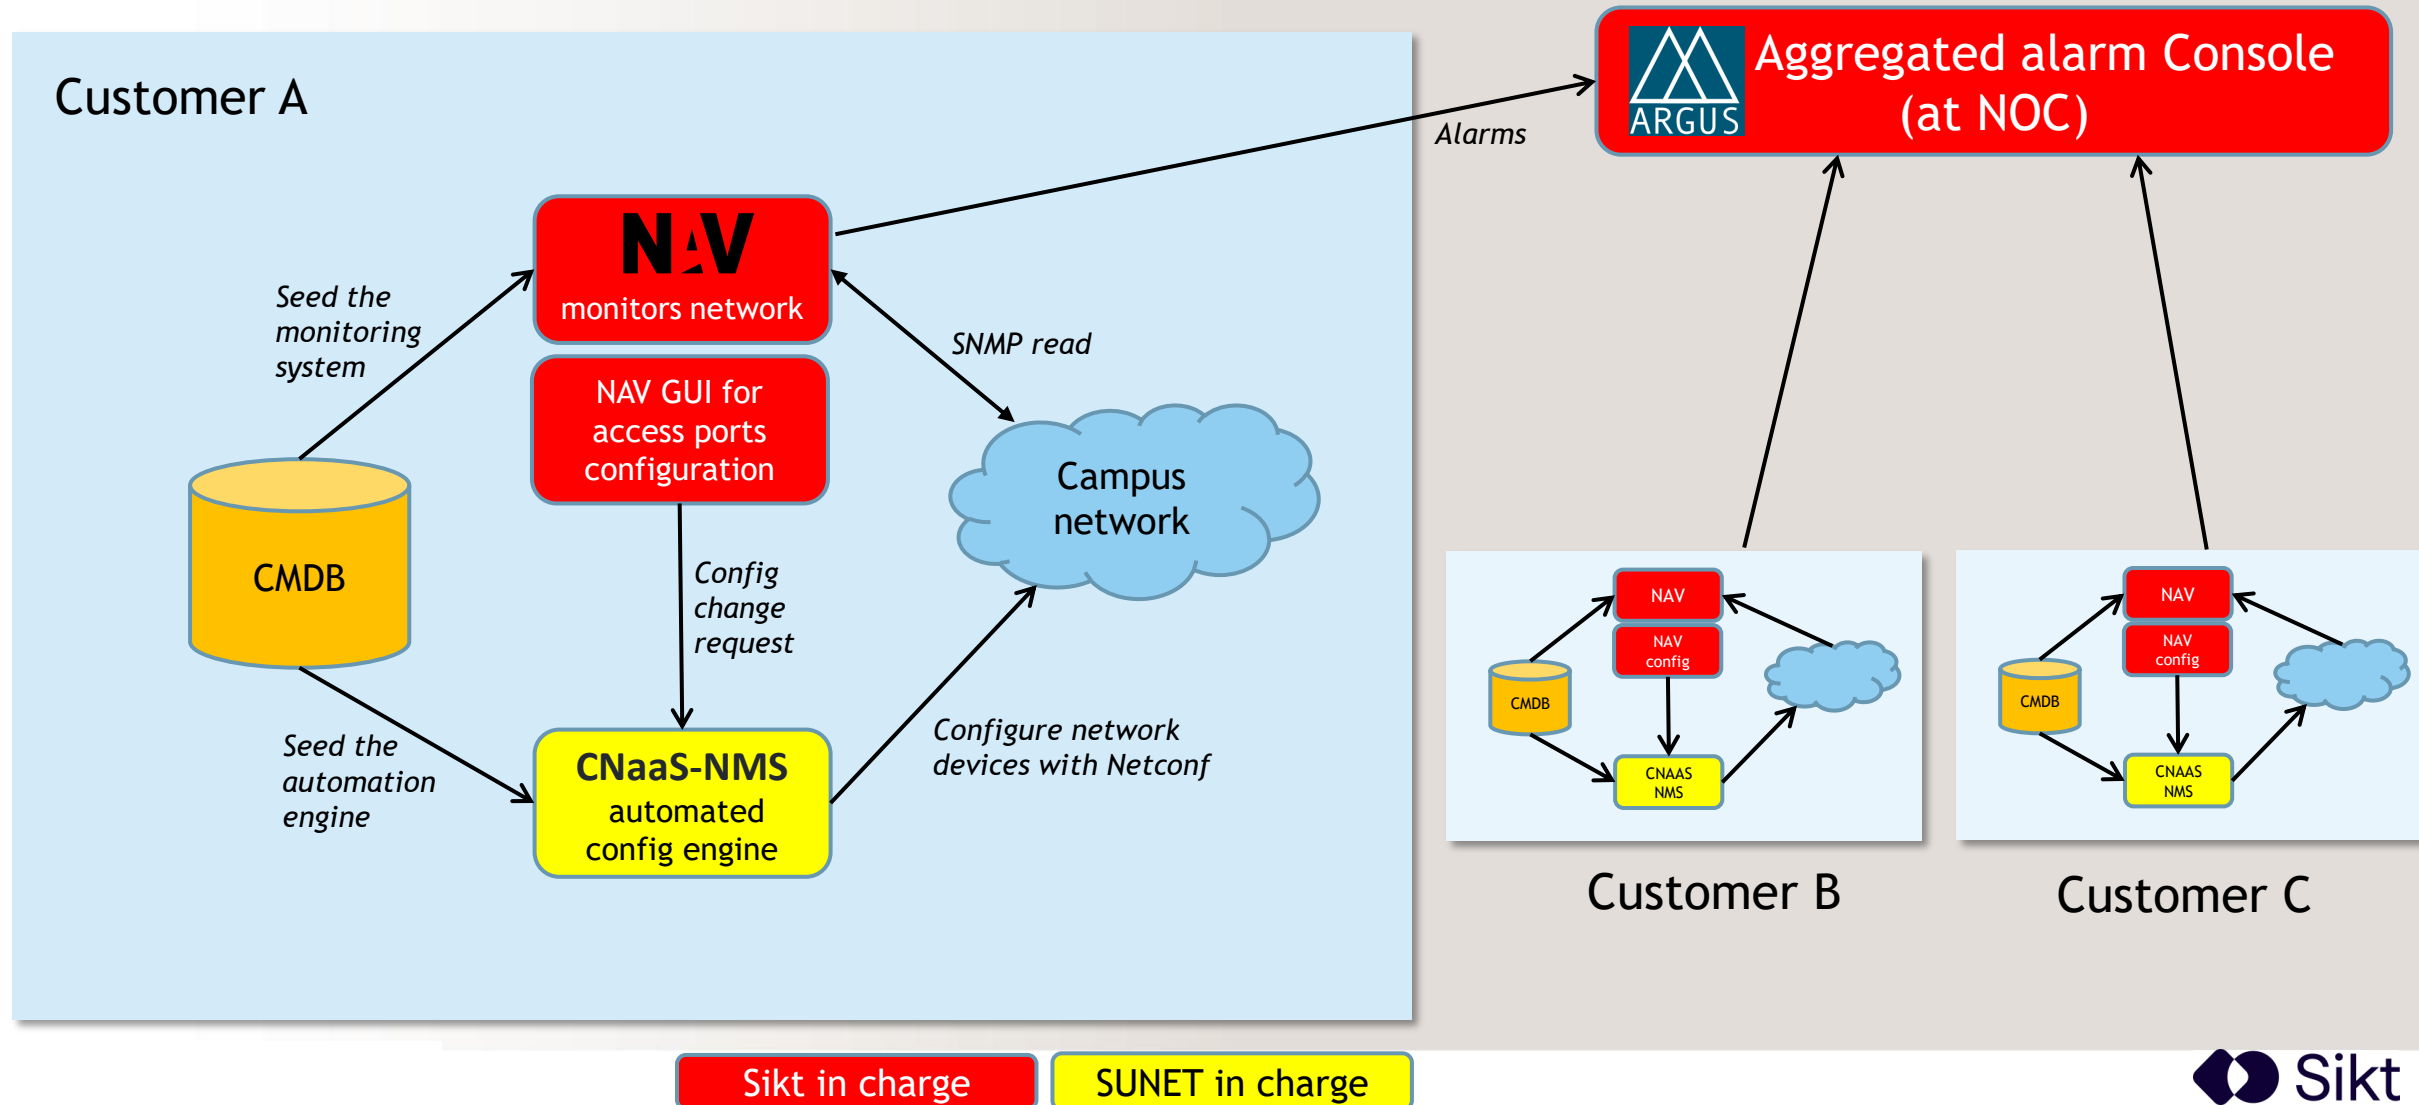 Customer A
NAV
monitors network
NAV GUI for
access ports
configuration
Seed the
monitoring
system
SNMP read
Alarms
CMDB
Campus
network
Config
change
request
Seed the
automation
engine
CNaaS-NMS
automated
config engine
Configure network
devices with Netconf
ARGUS
Aggregated alarm Console
(at NOC)
NAV
NAV
config
CMDB
CNAAS
NMS
Customer B
NAV
NAV
config
CMDB
CNAAS
NMS
Customer C
Sikt in charge
SUNET in charge
Sikt